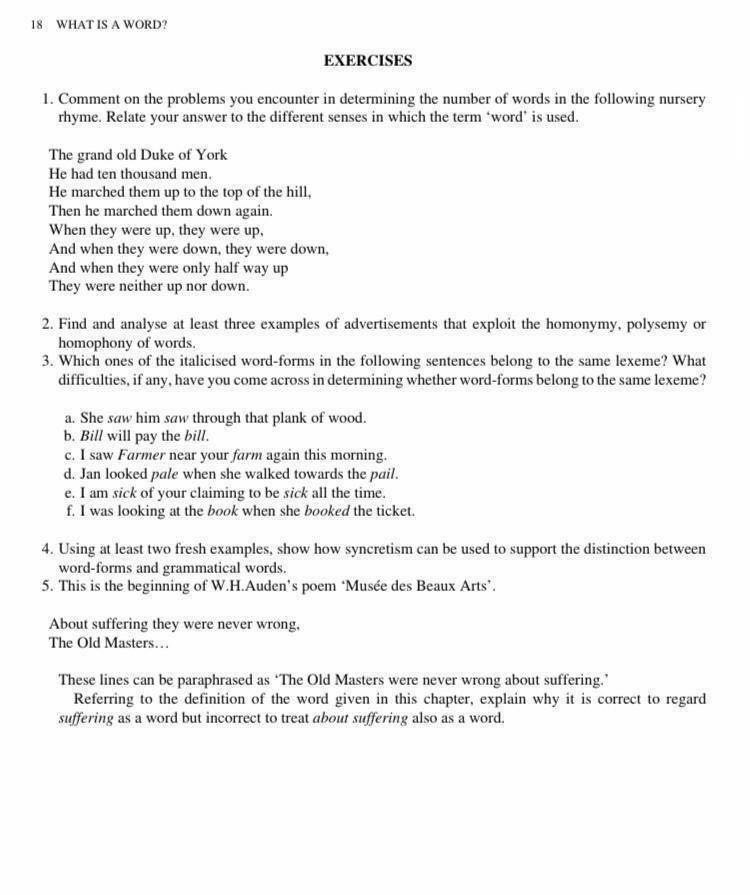 18 WHAT IS A WORD?
EXERCISES
1. Comment on the problems you encounter in determining the number of words in the following nursery
rhyme. Relate your answer to the different senses in which the term ‘word’ is used.
The grand old Duke of York
He had ten thousand men.
He marched them up to the top of the hill,
Then he marched them down again.
When they were up, they were up,
And when they were down, they were down,
And when they were only half way up
They were neither up nor down.
2. Find and analyse at least three examples of advertisements that exploit the homonymy, polysemy or
homophony of words.
3. Which ones of the italicised word-forms in the following sentences belong to the same lexeme? What
difficulties, if any, have you come across in determining whether word-forms belong to the same lexeme?
a. She saw him saw through that plank of wood.
b. Bill will pay the bill.
c. I saw Farmer near your farm again this morning.
d. Jan looked pale when she walked towards the pail.
e. I am sick of your claiming to be sick all the time.
f. I was looking at the book when she booked the ticket.
4. Using at least two fresh examples, show how syncretism can be used to support the distinction between
word-forms and grammatical words.
5. This is the beginning of W.H.Auden’s poem ‘Musée des Beaux Arts’.
About suffering they were never wrong,
The Old Masters…
These lines can be paraphrased as ‘The Old Masters were never wrong about suffering.’
Referring to the definition of the word given in this chapter, explain why it is correct to regard
suffering as a word but incorrect to treat about suffering also as a word.